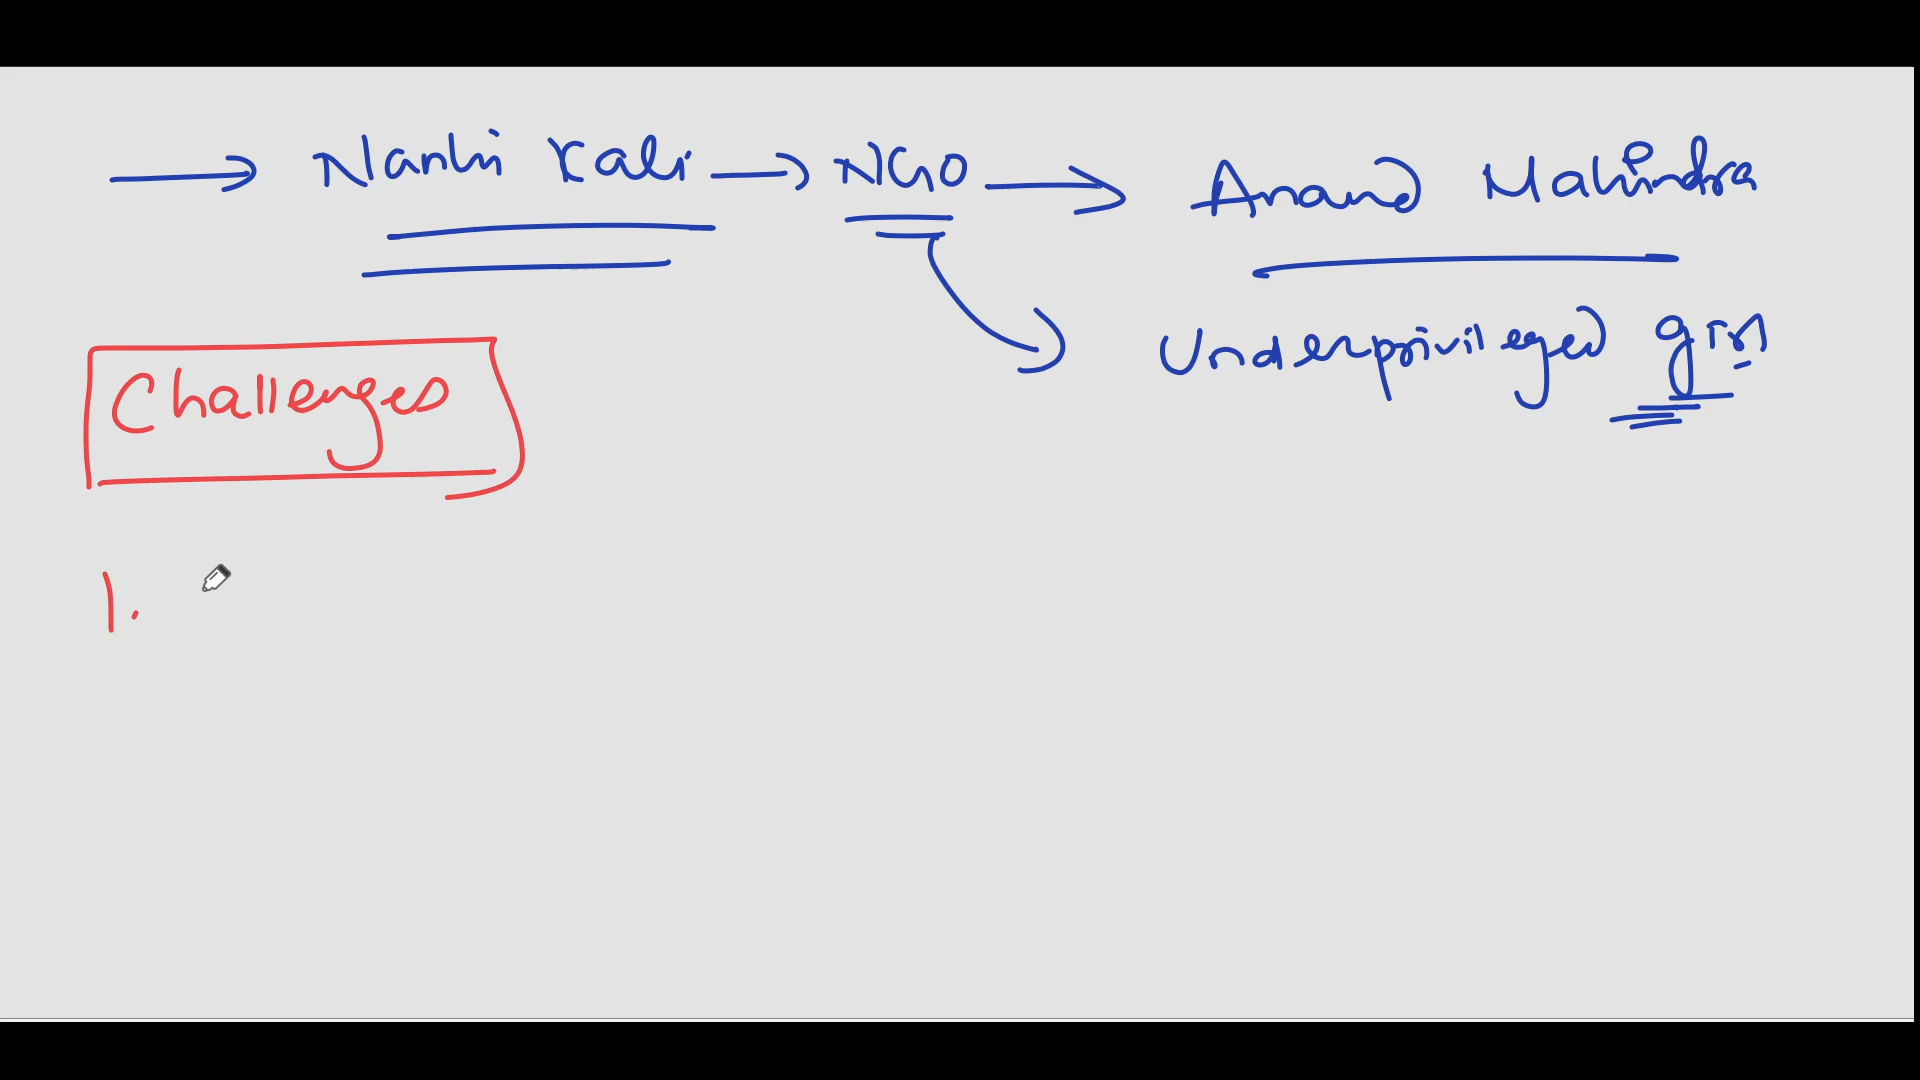 → Nanhi Kali → NGO → Anand Mahindra
Underprivileged girl
Challenges
1.